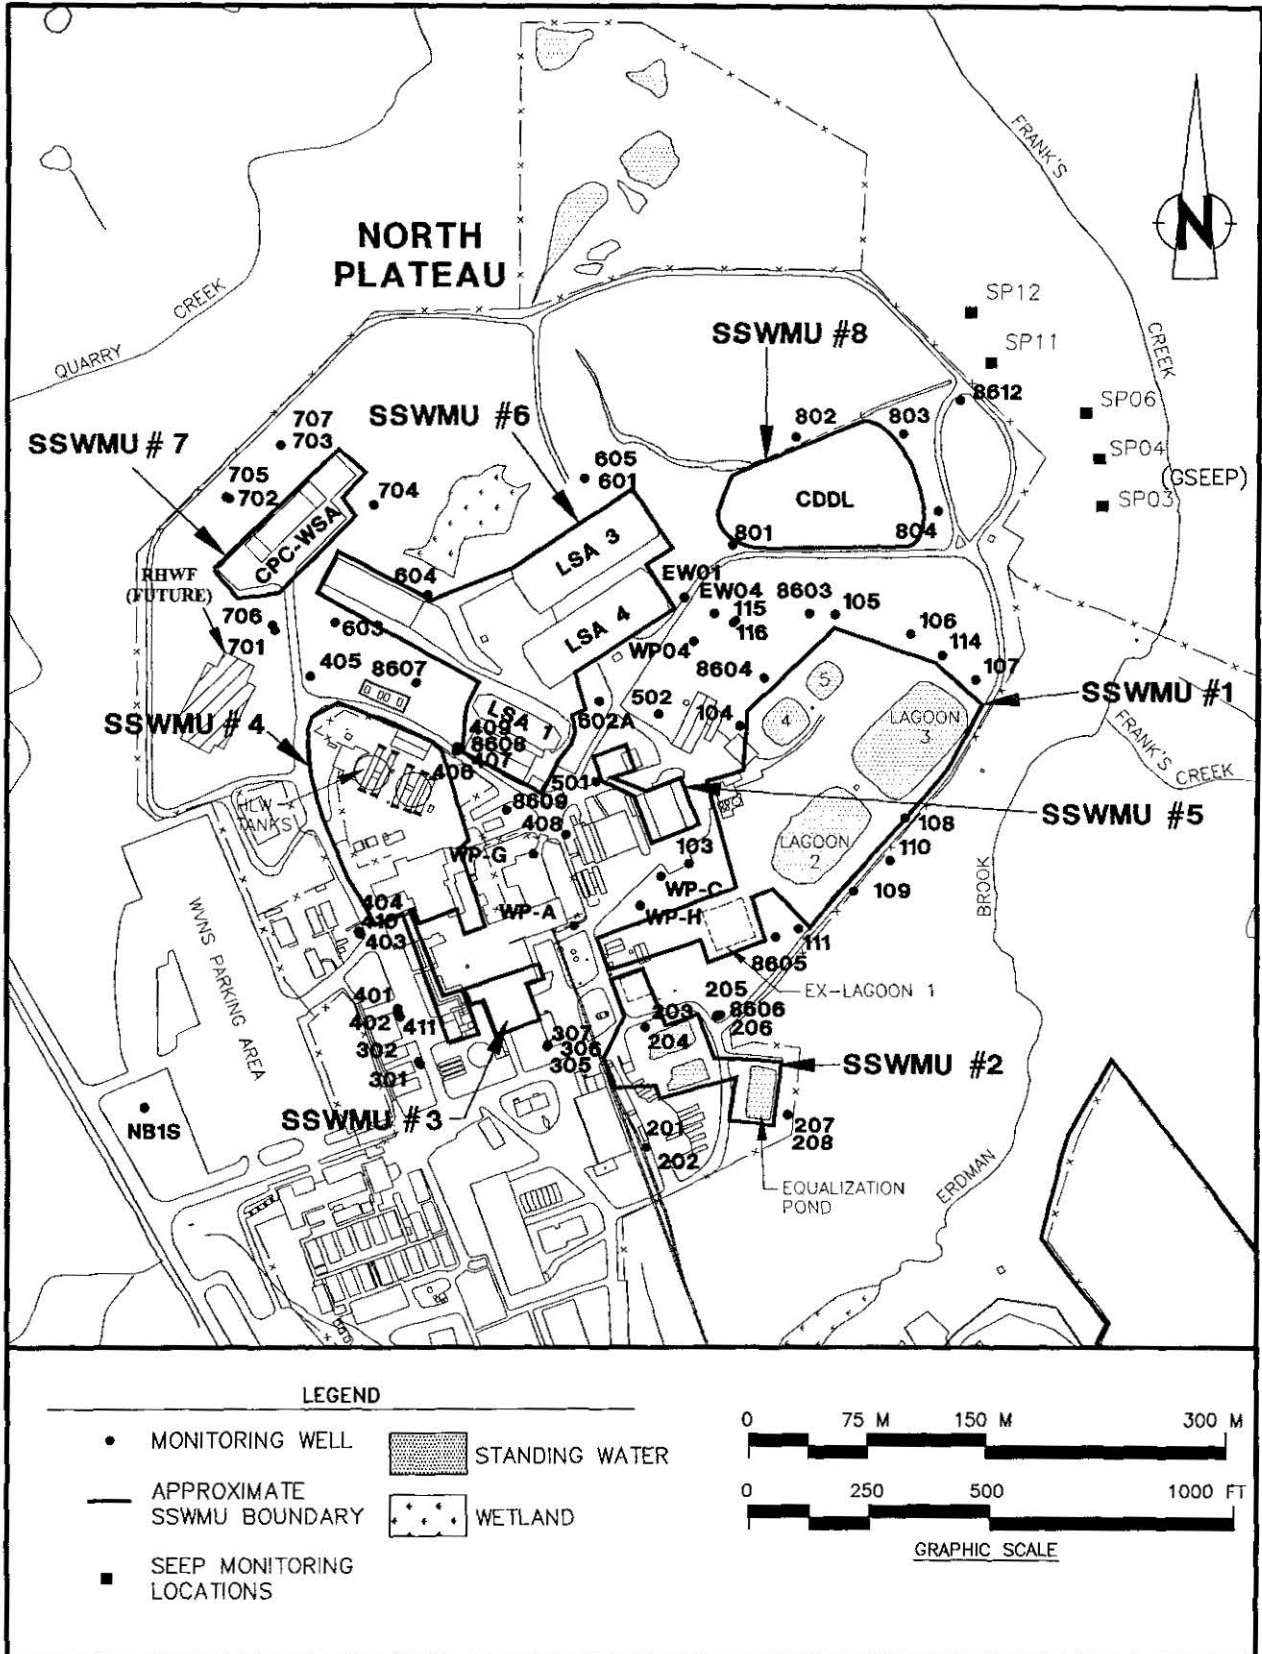 FRANK'S
NORTH
PLATEAU
N
CREEK
QUARRY
SP12
SSWMU #8
SP11
CREEK
8612
SP06
707
703
SSWMU #6
802
803
SSWMU # 7
605
601
SP04
(GSEEP)
SP03
705
702
704
CDDL
804
801
CPC-WSA
LSA 3
RHWF
(FUTURE)
604
EW01
EW04
8603
105
LSA 4
115
116
706
701
603
WP04
106
114
405
8607
8604
107
5
SSWMU #1
SSWMU # 4
LSA 1
602A
502
104
4
LAGOON
3
FRANK'S
CREEK
409
8608
407
406
501
HLW
TANKS
8609
SSWMU #5
408
108
WP-G
103
LAGOON
2
110
WP-C
109
BROOK
404
410
403
WP-A
WP-H
111
8605
WVNS PARKING AREA
EX-LAGOON 1
401
402
411
205
8606
206
203
204
302
301
307
306
305
SSWMU #2
SSWMU #3
NB1S
201
202
207
208
ERDMAN
EQUALIZATION
POND
LEGEND
MONITORING WELL
STANDING WATER
APPROXIMATE
SSWMU BOUNDARY
WETLAND
SEEP MONITORING
LOCATIONS
0 75 M 150 M 300 M
0 250 500 1000 FT
GRAPHIC SCALE